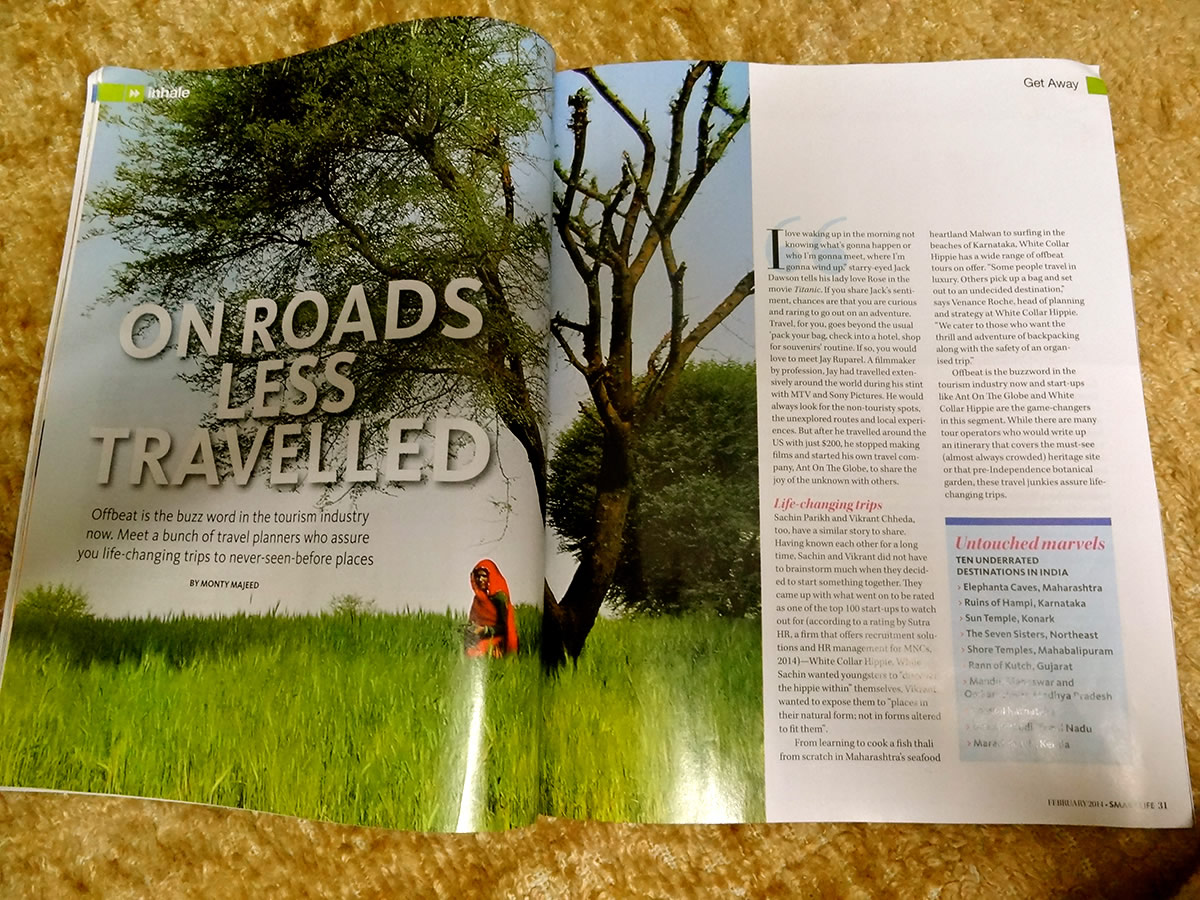 inhale
ON ROADS
LESS
TRAVELLED
Offbeat is the buzz word in the tourism industry
now. Meet a bunch of travel planners who assure
you life-changing trips to never-seen-before places
BY MONTY MAJEED
Get Away
“
I love waking up in the morning not
knowing what's gonna happen or
who I'm gonna meet, where I'm
gonna wind up,” starry-eyed Jack
Dawson tells his lady love Rose in the
movie Titanic. If you share Jack's senti-
ment, chances are that you are curious
and raring to go out on an adventure.
Travel, for you, goes beyond the usual
‘pack your bag, check into a hotel, shop
for souvenirs’ routine. If so, you would
love to meet Jay Ruparel. A filmmaker
by profession, Jay had travelled exten-
sively around the world during his stint
with MTV and Sony Pictures. He would
always look for the non-touristy spots,
the unexplored routes and local experi-
ences. But after he travelled around the
US with just $200, he stopped making
films and started his own travel com-
pany, Ant On The Globe, to share the
joy of the unknown with others.
Life-changing trips
Sachin Parikh and Vikrant Chheda,
too, have a similar story to share.
Having known each other for a long
time, Sachin and Vikrant did not have
to brainstorm much when they decid-
ed to start something together. They
came up with what went on to be rated
as one of the top 100 start-ups to watch
out for (according to a rating by Sutra
HR, a firm that offers recruitment solu-
tions and HR management for MNCs,
2014)—White Collar Hippie. While
Sachin wanted youngsters to
the hippie within” themselves, Vikrant
wanted to expose them to “places in
their natural form; not in forms altered
to fit them”.
From learning to cook a fish thali
from scratch in Maharashtra's seafood
heartland Malwan to surfing in the
beaches of Karnataka, White Collar
Hippie has a wide range of offbeat
tours on offer. “Some people travel in
luxury. Others pick up a bag and set
out to an undecided destination,”
says Venance Roche, head of planning
and strategy at White Collar Hippie.
“We cater to those who want the
thrill and adventure of backpacking
along with the safety of an organ-
ised trip.”
Offbeat is the buzzword in the
tourism industry now and start-ups
like Ant On The Globe and White
Collar Hippie are the game-changers
in this segment. While there are many
tour operators who would write up
an itinerary that covers the must-see
(almost always crowded) heritage site
or that pre-Independence botanical
garden, these travel junkies assure life-
changing trips.
Untouched marvels
TEN UNDERRATED
DESTINATIONS IN INDIA
› Elephanta Caves, Maharashtra
› Ruins of Hampi, Karnataka
› Sun Temple, Konark
› The Seven Sisters, Northeast
› Shore Temples, Mahabalipuram
› Rann of Kutch, Gujarat
› and
Madhya Pradesh
Karnataka
› Tamil Nadu
› Kerala
FEBRUARY 2014 • SMART LIFE 31